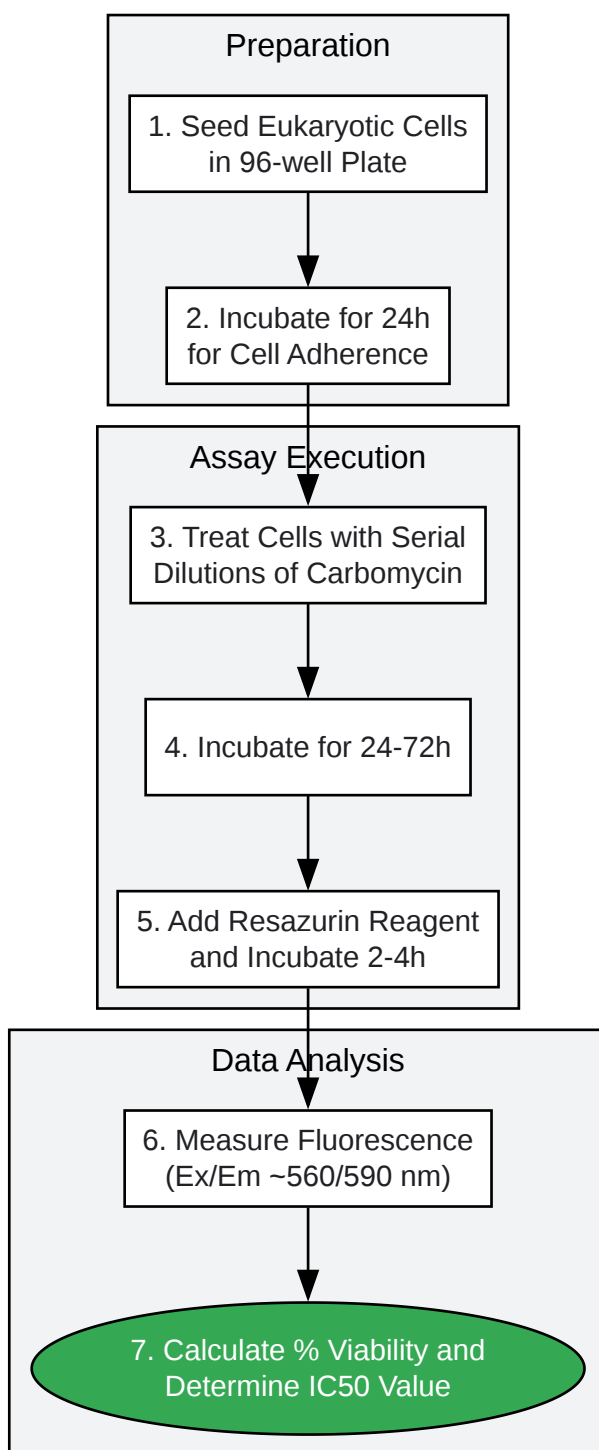 Preparation
1. Seed Eukaryotic Cells
in 96-well Plate
2. Incubate for 24h
for Cell Adherence
Assay Execution
3. Treat Cells with Serial
Dilutions of Carbomycin
4. Incubate for 24-72h
5. Add Resazurin Reagent
and Incubate 2-4h
Data Analysis
6. Measure Fluorescence
(Ex/Em ~560/590 nm)
7. Calculate % Viability and
Determine IC50 Value